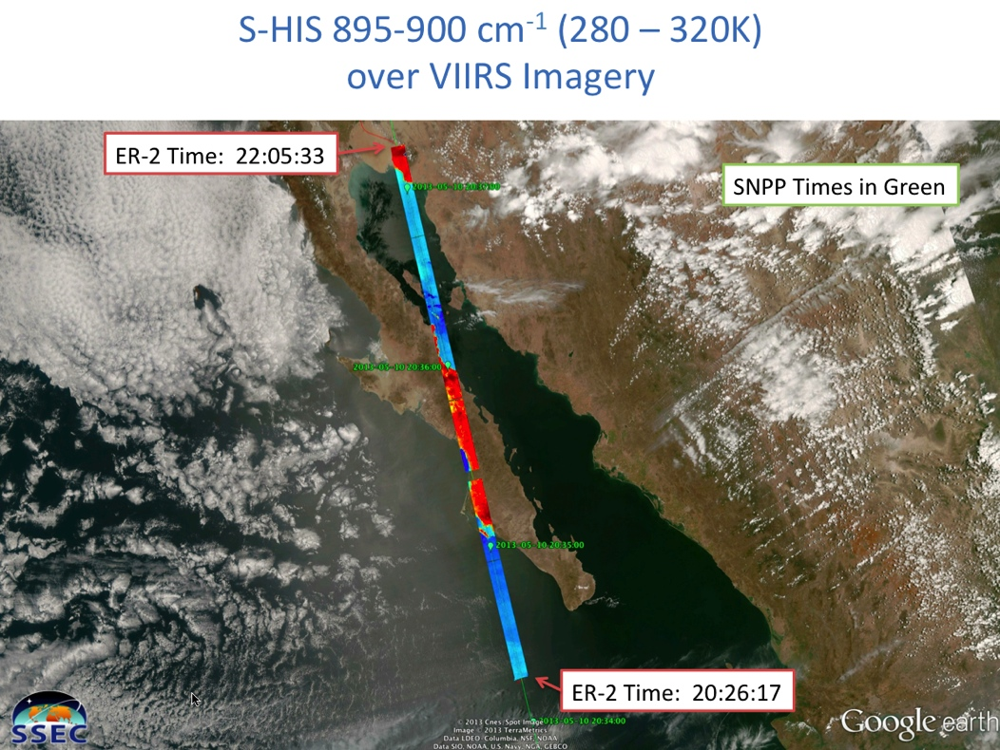 S-HIS 895-900 cm-1 (280 – 320K)
over VIIRS Imagery
ER-2 Time: 22:05:33
SNPP Times in Green
2013-05-10 20:37:00
2013-05-10 20:36:00
2013-05-10 20:35:00
ER-2 Time: 20:26:17
2013-05-10 20:34:00
© 2013 Cnes/Spot Image
Image © 2013 TerraMetrics
Data LDEO-Columbia, NSF, NOAA
Data SIO, NOAA, U.S. Navy, NGA, GEBCO
Google earth
SSEC